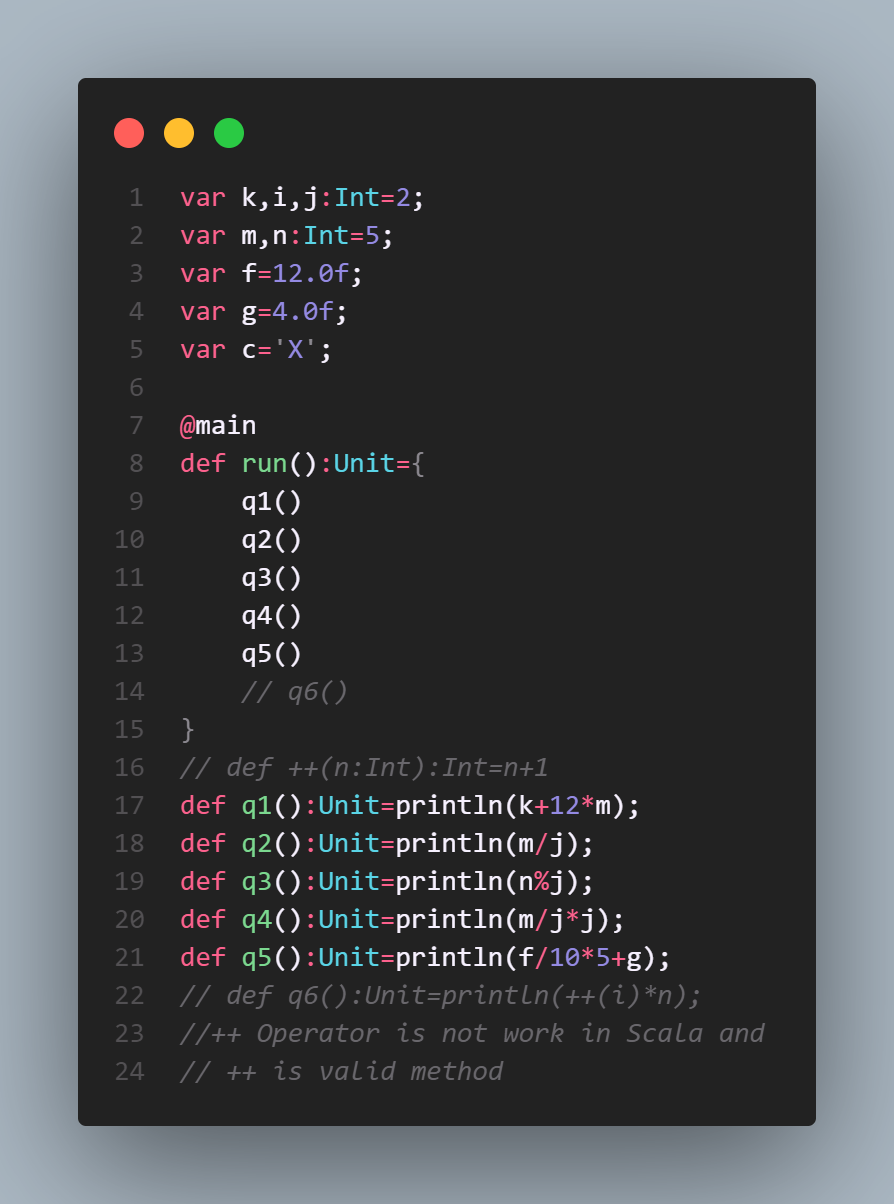 1 var k,i,j:Int=2;
2 var m,n:Int=5;
3 var f=12.0f;
4 var g=4.0f;
5 var c='X';
6
7 @main
8 def run():Unit={
9     q1()
10     q2()
11     q3()
12     q4()
13     q5()
14     // q6()
15 }
16 // def ++(n:Int):Int=n+1
17 def q1():Unit=println(k+12*m);
18 def q2():Unit=println(m/j);
19 def q3():Unit=println(n%j);
20 def q4():Unit=println(m/j*j);
21 def q5():Unit=println(f/10*5+g);
22 // def q6():Unit=println(++(i)*n);
23 //++ Operator is not work in Scala and
24 // ++ is valid method